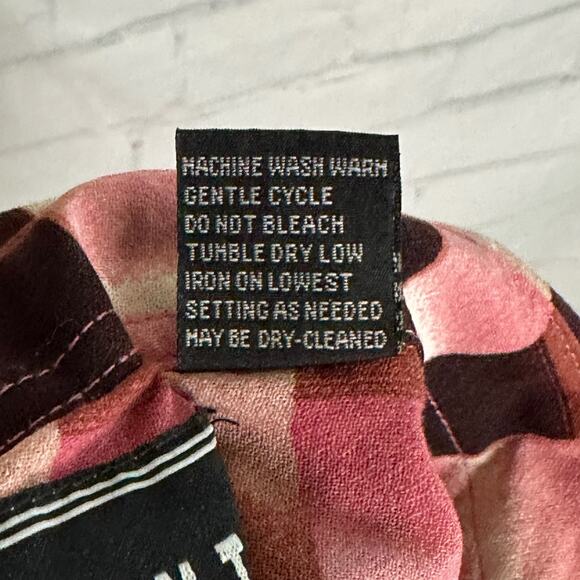 MACHINE WASH WARM
GENTLE CYCLE
DO NOT BLEACH
TUMBLE DRY LOW
IRON ON LOWEST
SETTING AS NEEDED
MAY BE DRY-CLEANED